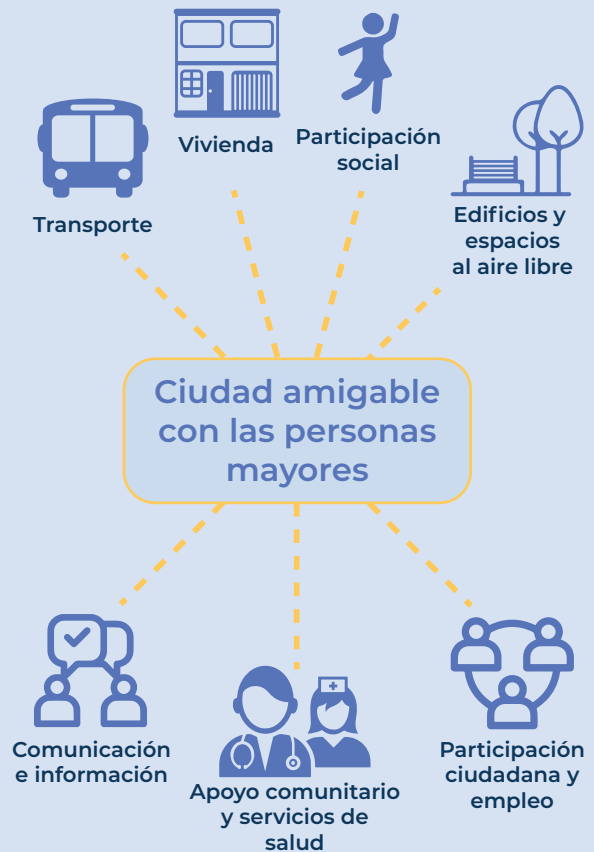 Transporte
Vivienda
Participación
social
Edificios y
espacios
al aire libre
Ciudad amigable
con las personas
mayores
Comunicación
e información
Apoyo comunitario
y servicios de
salud
Participación
ciudadana y
empleo